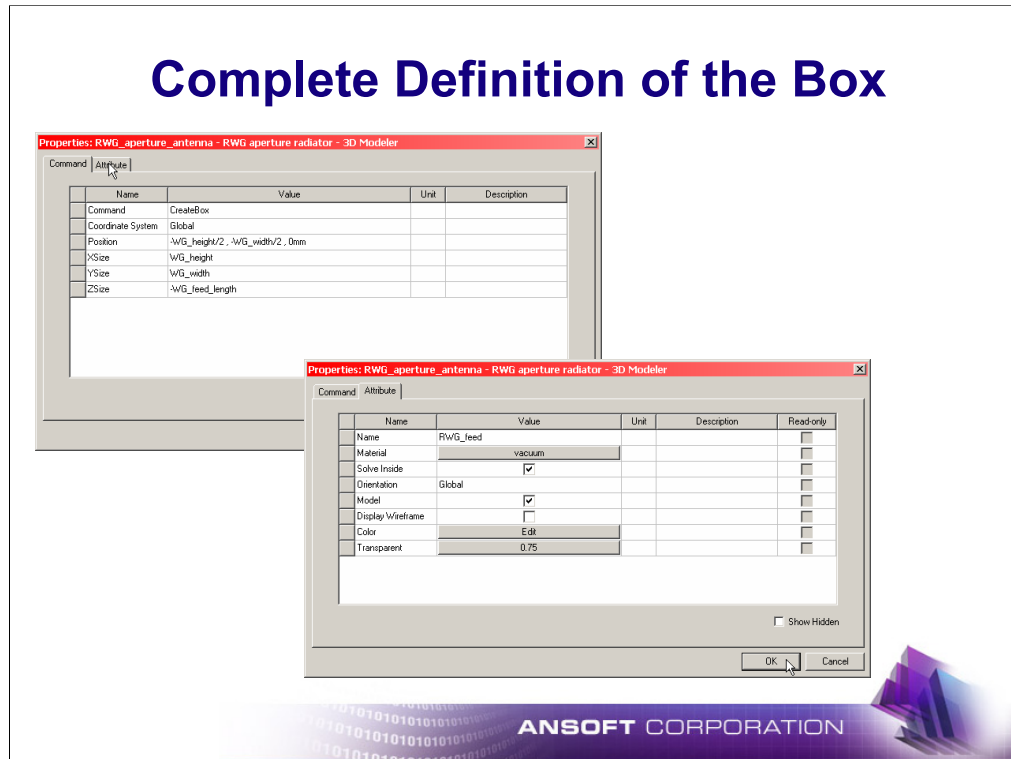 Complete Definition of the Box
Properties: RWG_aperture_antenna - RWG aperture radiator - 3D Modeler
Command Attribute
Name Value Unit Description
Command CreateBox
Coordinate System Global
Position -WG_height/2 , -WG_width/2 , 0mm
XSize WG_height
YSize WG_width
ZSize -WG_feed_length
Properties: RWG_aperture_antenna - RWG aperture radiator - 3D Modeler
Command Attribute
Name Value Unit Description Read-only
Name RWG_feed
Material vacuum
Solve Inside
Orientation Global
Model
Display Wireframe
Color Edit
Transparent 0.75
Show Hidden
OK Cancel
ANSOFT CORPORATION